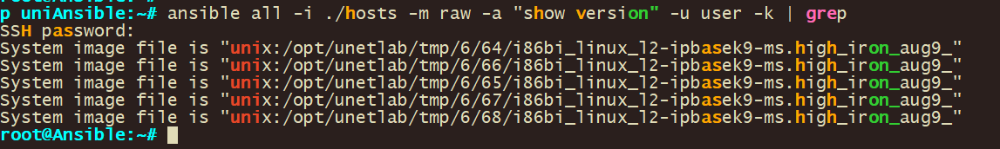 p uniAnsible:~# ansible all -i ./hosts -m raw -a "show version" -u user -k | grep
SSH password:
System image file is "unix:/opt/unetlab/tmp/6/64/i86bi_linux_l2-ipbasek9-ms.high_iron_aug9_"
System image file is "unix:/opt/unetlab/tmp/6/66/i86bi_linux_l2-ipbasek9-ms.high_iron_aug9_"
System image file is "unix:/opt/unetlab/tmp/6/65/i86bi_linux_l2-ipbasek9-ms.high_iron_aug9_"
System image file is "unix:/opt/unetlab/tmp/6/67/i86bi_linux_l2-ipbasek9-ms.high_iron_aug9_"
System image file is "unix:/opt/unetlab/tmp/6/68/i86bi_linux_l2-ipbasek9-ms.high_iron_aug9_"
root@Ansible:~#